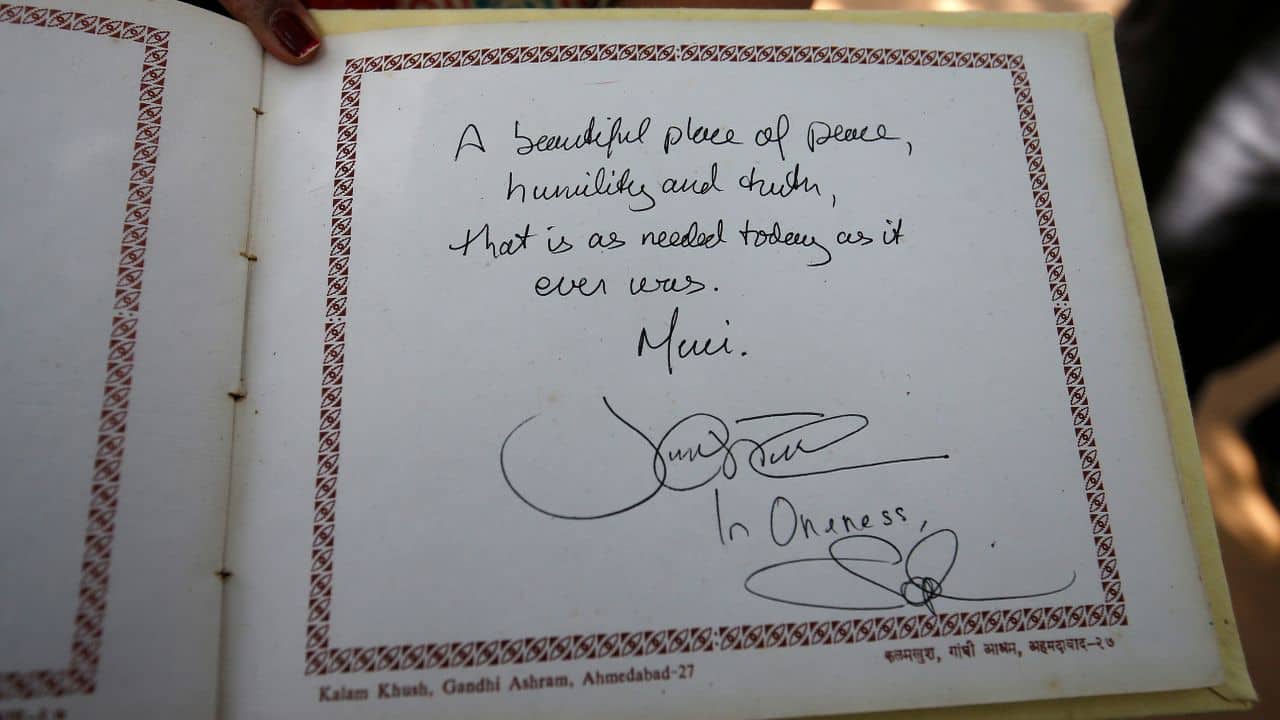 A beautiful place of peace,
humility and truth,
that is as needed today as it
ever was.
Merci.
In Oneness,
Kalam Khush, Gandhi Ashram, Ahmedabad-27
कलमखुश, गांधी आश्रम, अहमदाबाद-२७